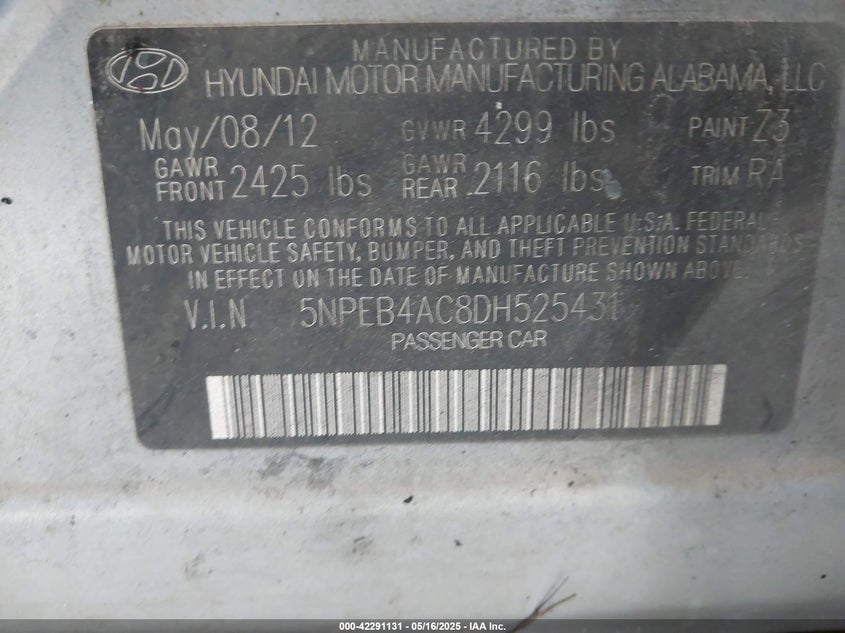 MANUFACTURED BY
HYUNDAI MOTOR MANUFACTURING ALABAMA, LLC
May/08/12 GVWR 4299 lbs PAINT Z3
GAWR FRONT 2425 lbs GAWR REAR 2116 lbs TRIM RA
THIS VEHICLE CONFORMS TO ALL APPLICABLE U.S.A. FEDERAL
MOTOR VEHICLE SAFETY, BUMPER, AND THEFT PREVENTION STANDARDS
IN EFFECT ON THE DATE OF MANUFACTURE SHOWN ABOVE.
V.I.N 5NPEB4AC8DH525431
PASSENGER CAR
000-42291131 - 05/16/2025 - IAA Inc.